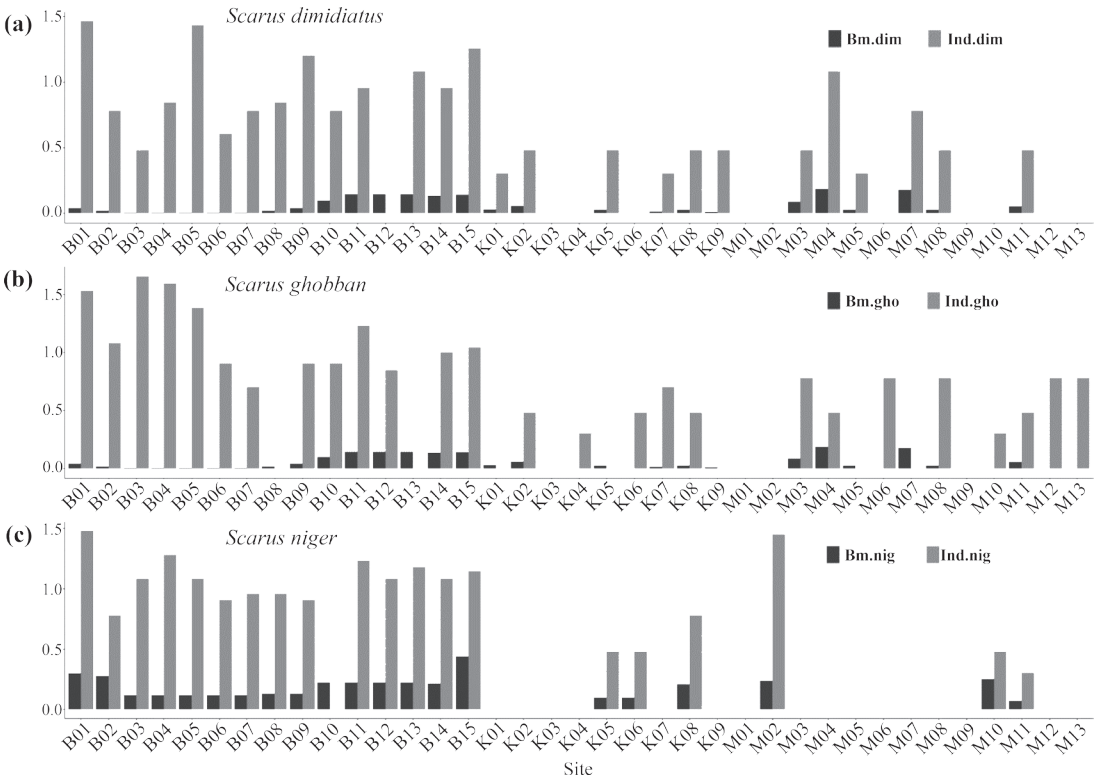 (a) Scarus dimidiatus
Bm.dim Ind.dim
1.5
1.0
0.5
0.0
B01 B02 B03 B04 B05 B06 B07 B08 B09 B10 B11 B12 B13 B14 B15 K01 K02 K03 K04 K05 K06 K07 K08 K09 M01 M02 M03 M04 M05 M06 M07 M08 M09 M10 M11 M12 M13
(b) Scarus ghobban
Bm.gho Ind.gho
1.5
1.0
0.5
0.0
B01 B02 B03 B04 B05 B06 B07 B08 B09 B10 B11 B12 B13 B14 B15 K01 K02 K03 K04 K05 K06 K07 K08 K09 M01 M02 M03 M04 M05 M06 M07 M08 M09 M10 M11 M12 M13
(c) Scarus niger
Bm.nig Ind.nig
1.5
1.0
0.5
0.0
B01 B02 B03 B04 B05 B06 B07 B08 B09 B10 B11 B12 B13 B14 B15 K01 K02 K03 K04 K05 K06 K07 K08 K09 M01 M02 M03 M04 M05 M06 M07 M08 M09 M10 M11 M12 M13
Site